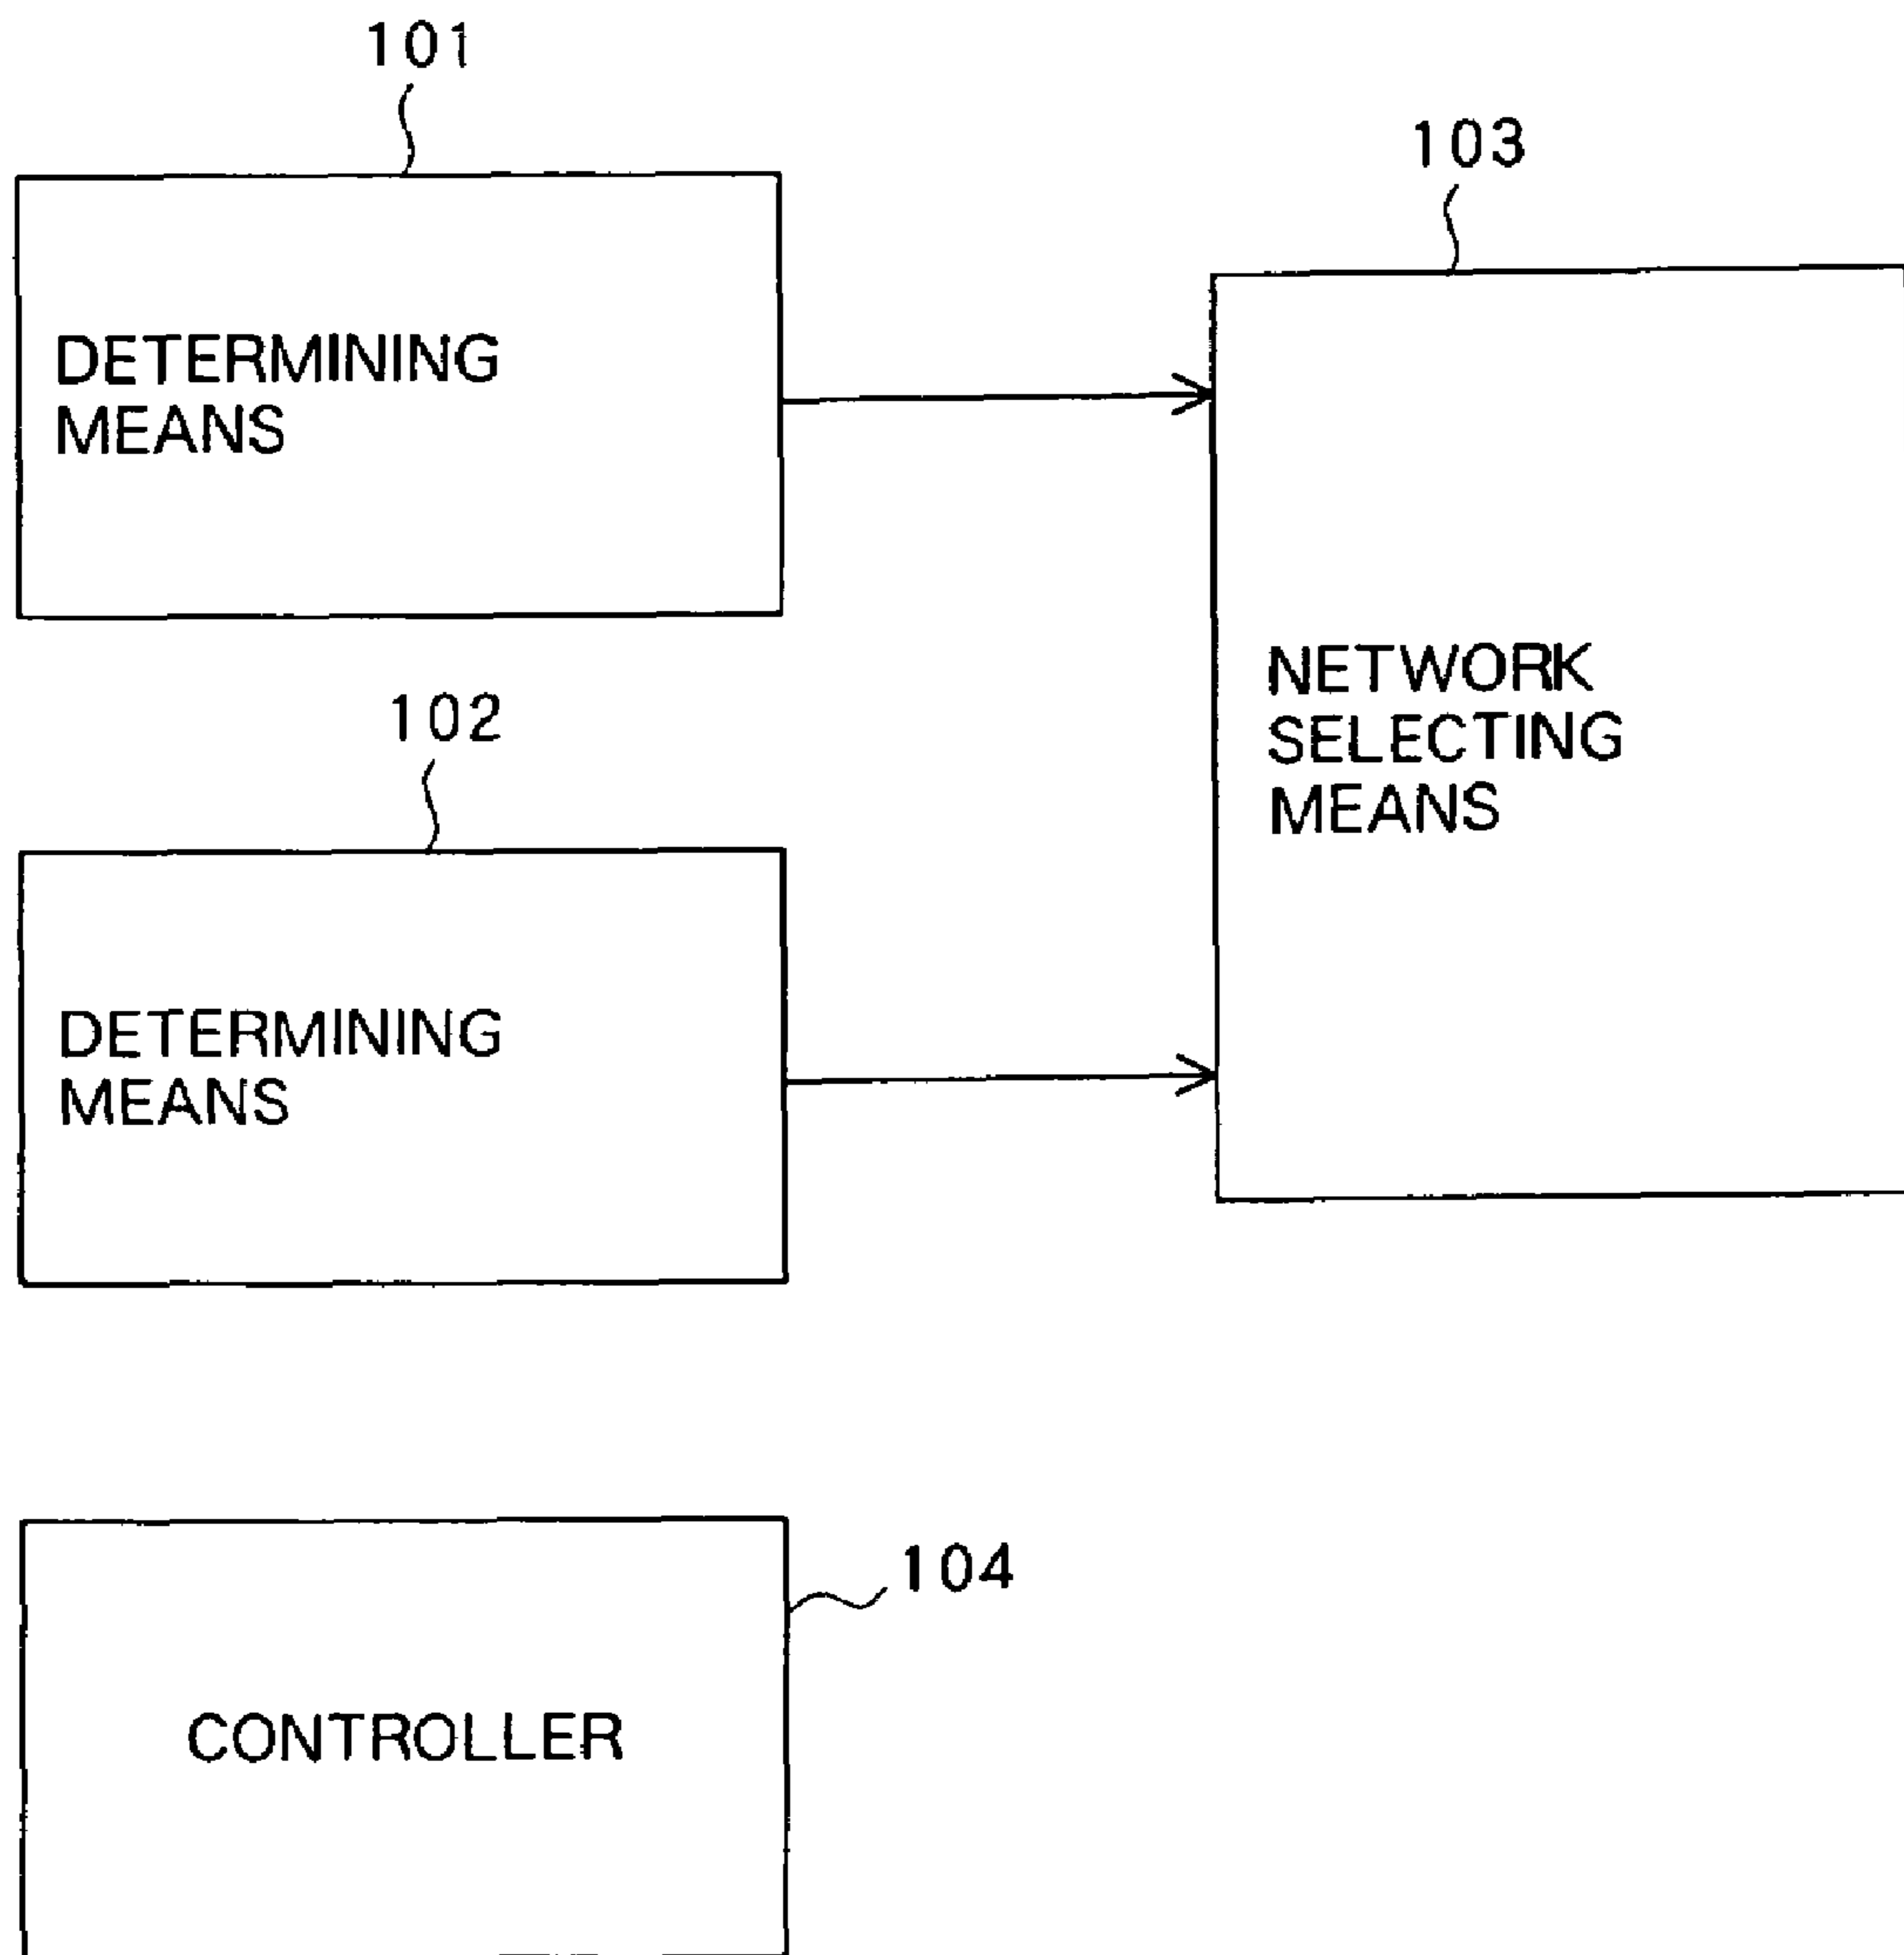 101
DETERMINING
MEANS
103
NETWORK
SELECTING
MEANS
102
DETERMINING
MEANS
104
CONTROLLER